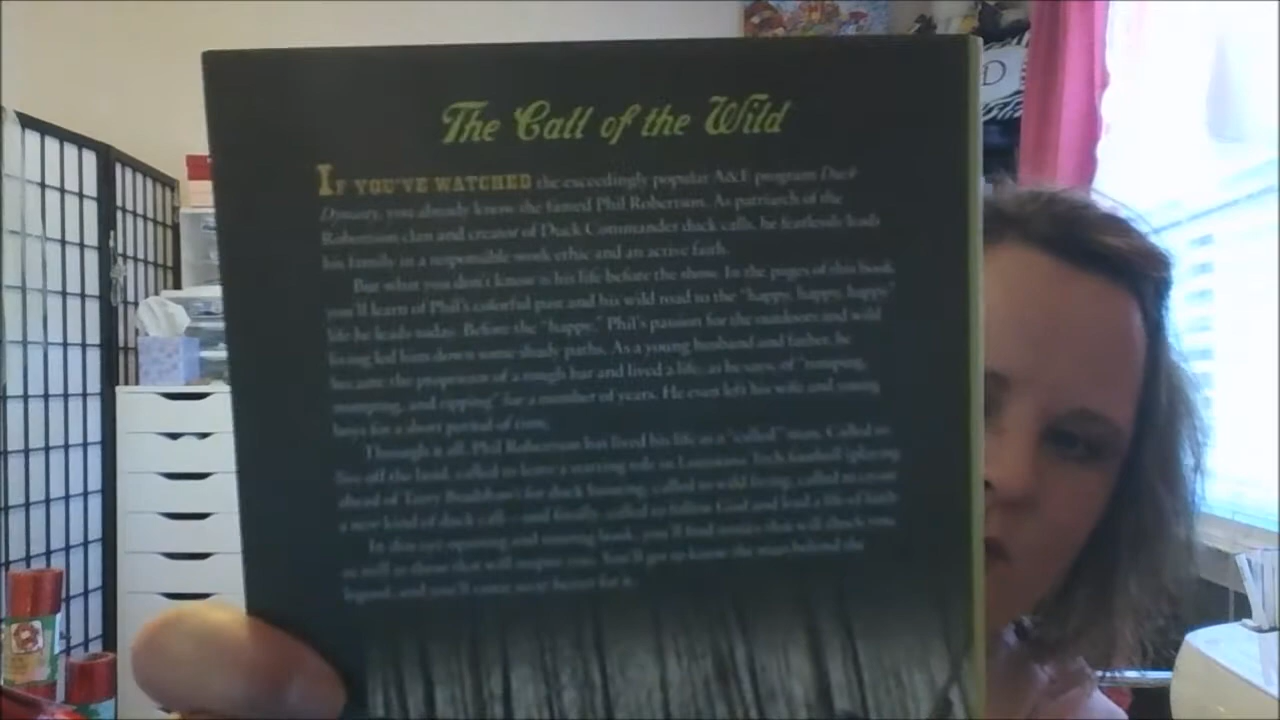 The Call of the Wild
IF YOU'VE WATCHED the exceedingly popular A&E program Duck
Dynasty, you already know the famed Phil Robertson. As patriarch of the
Robertson clan and creator of Duck Commander duck calls, he fearlessly leads
his family in a responsible work ethic and an active faith.
But what you don't know is his life before the show. In the pages of this book
you'll learn of Phil's colorful past and his wild road to the "happy, happy, happy"
life he leads today. Before the "happy," Phil's passion for the outdoors and wild
living led him down some shady paths. As a young husband and father, he
became the proprietor of a rough bar and lived a life, as he says, of "romping,
stomping, and ripping" for a number of years. He even left his wife and young
boys for a short period of time.
Through it all, Phil Robertson has lived his life as a "called" man. Called to
live off the land, called to leave a starring role in Louisiana Tech football (playing
ahead of Terry Bradshaw) for duck hunting, called to wild living, called to create
a new kind of duck call—and finally called to follow God and lead a life of faith.
In this eye-opening and rousing book, you'll find stories that will shock you
as well as those that will inspire you. You'll get to know the man behind the
legend, and you'll come away better for it.
D